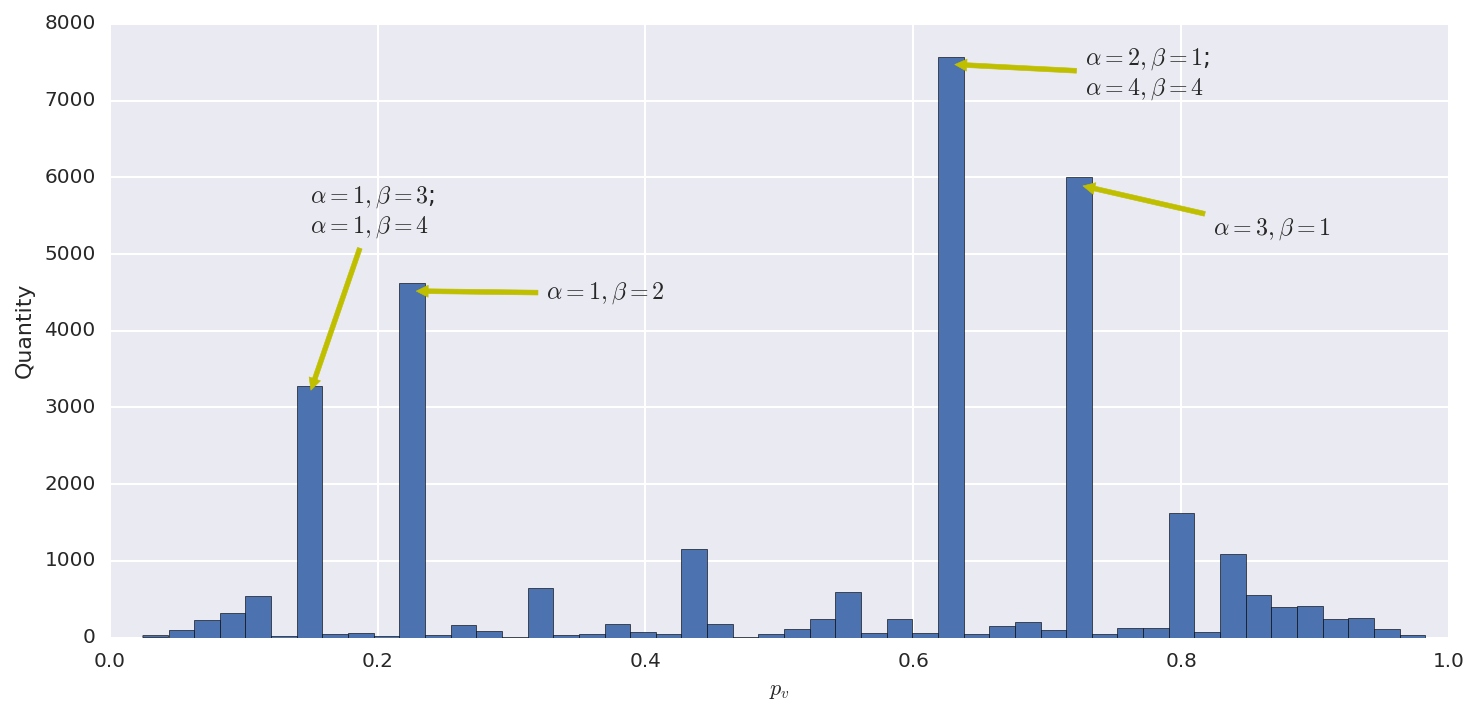 8000
7000
6000
5000
4000
3000
2000
1000
0
Quantity
α = 2, β = 1;
α = 4, β = 4
α = 1, β = 3;
α = 1, β = 4
α = 3, β = 1
α = 1, β = 2
0.0 0.2 0.4 0.6 0.8 1.0
p_v